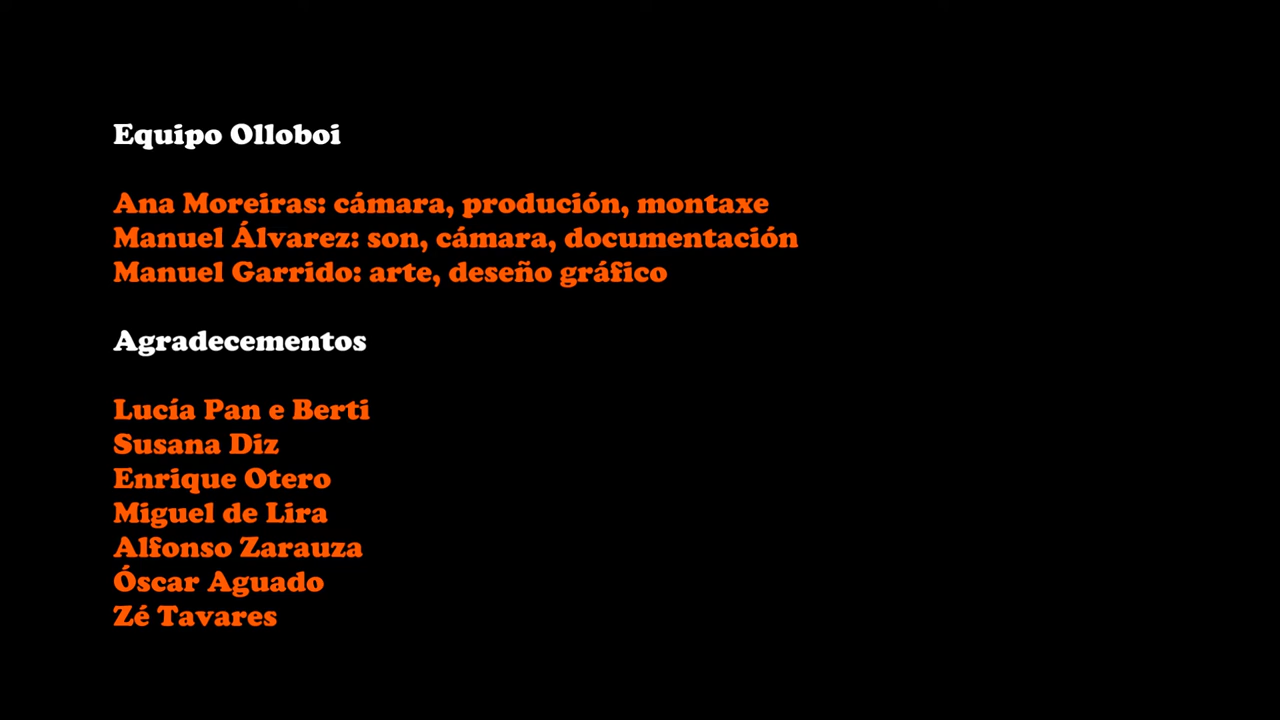 Equipo Olloboi
Ana Moreiras: cámara, produción, montaxe
Manuel Álvarez: son, cámara, documentación
Manuel Garrido: arte, deseño gráfico
Agradecementos
Lucía Pan e Berti
Susana Diz
Enrique Otero
Miguel de Lira
Alfonso Zarauza
Óscar Aguado
Zé Tavares